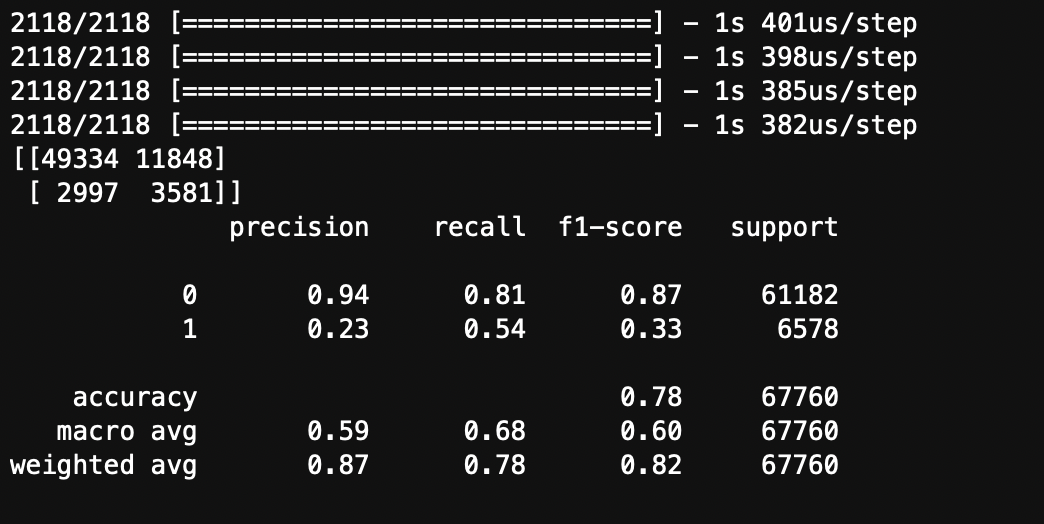 2118/2118 [==============================] - 1s 401us/step
2118/2118 [==============================] - 1s 398us/step
2118/2118 [==============================] - 1s 385us/step
2118/2118 [==============================] - 1s 382us/step
[[49334 11848]
 [ 2997  3581]]
              precision    recall  f1-score   support

           0       0.94      0.81      0.87     61182
           1       0.23      0.54      0.33      6578

    accuracy                           0.78     67760
   macro avg       0.59      0.68      0.60     67760
weighted avg       0.87      0.78      0.82     67760